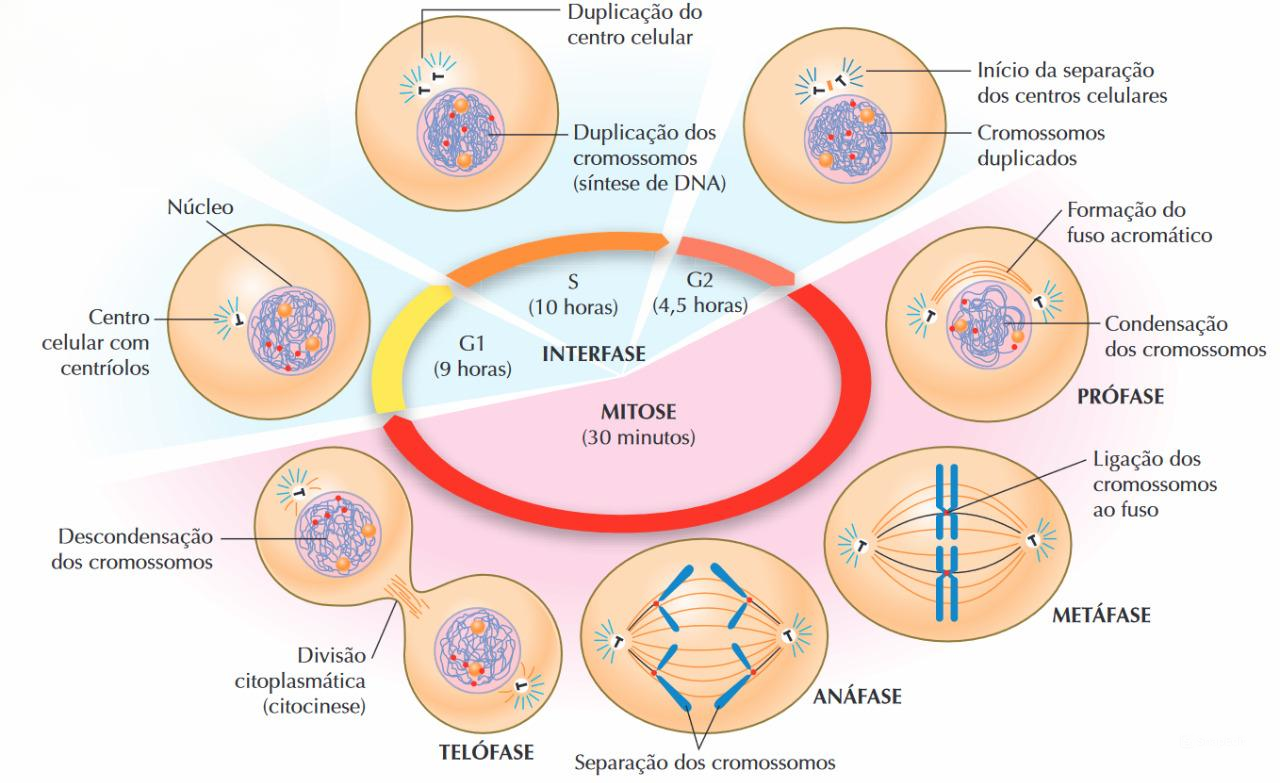 Duplicação do
centro celular
Duplicação dos
cromossomos
(síntese de DNA)
Início da separação
dos centros celulares
Cromossomos
duplicados
Núcleo
Centro
celular com
centríolos
Formação do
fuso acromático
Condensação
dos cromossomos
PRÓFASE
S
(10 horas)
G2
(4,5 horas)
G1
(9 horas)
INTERFASE
MITOSE
(30 minutos)
Ligação dos
cromossomos
ao fuso
METÁFASE
Descondensação
dos cromossomos
Divisão
citoplasmática
(citocinese)
TELÓFASE
ANÁFASE
Separação dos cromossomos